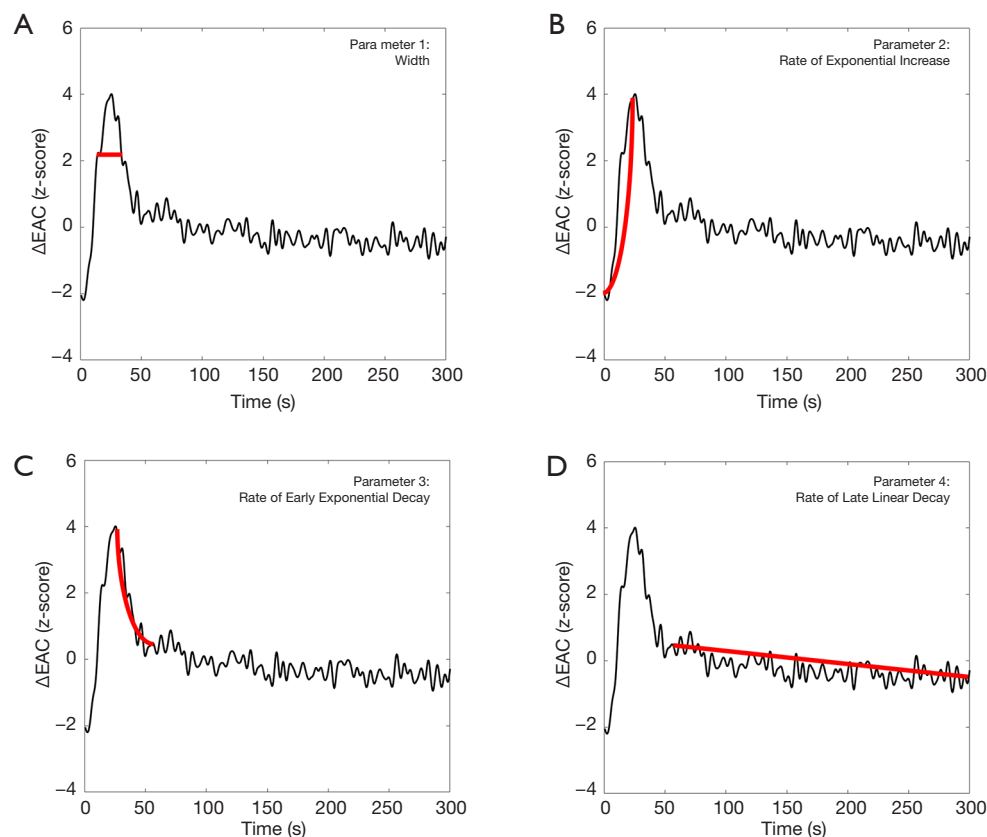 A
Para meter 1:
Width
6
4
2
0
−2
−4
ΔEAC (z-score)
0 50 100 150 200 250 300
Time (s)
B
Parameter 2:
Rate of Exponential Increase
6
4
2
0
−2
−4
ΔEAC (z-score)
0 50 100 150 200 250 300
Time (s)
C
Parameter 3:
Rate of Early Exponential Decay
6
4
2
0
−2
−4
ΔEAC (z-score)
0 50 100 150 200 250 300
Time (s)
D
Parameter 4:
Rate of Late Linear Decay
6
4
2
0
−2
−4
ΔEAC (z-score)
0 50 100 150 200 250 300
Time (s)